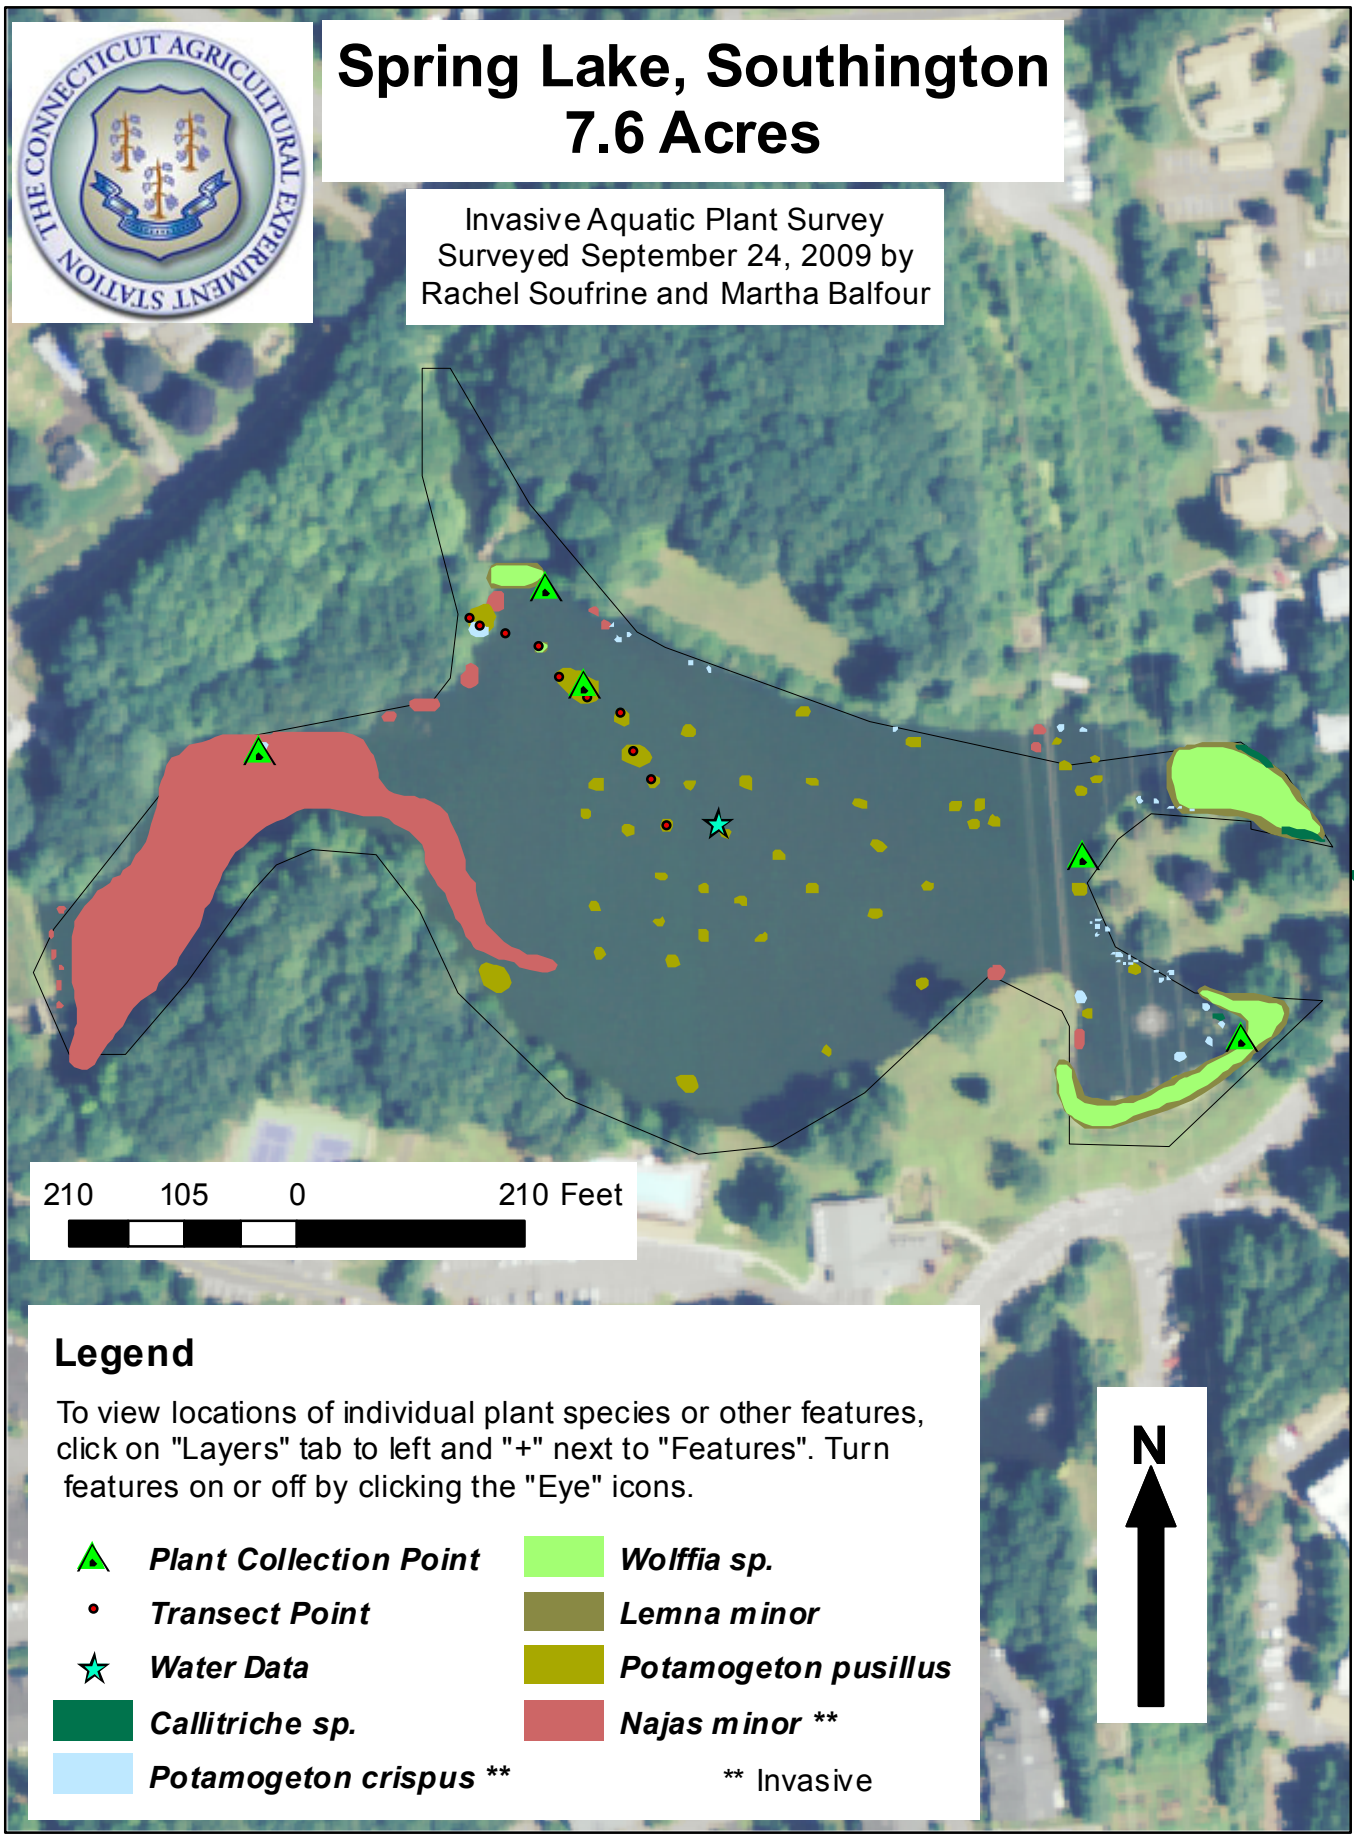 THE CONNECTICUT AGRICULTURAL EXPERIMENT STATION
Spring Lake, Southington
7.6 Acres
Invasive Aquatic Plant Survey
Surveyed September 24, 2009 by
Rachel Soufrine and Martha Balfour
210 105 0 210 Feet
Legend
To view locations of individual plant species or other features,
click on "Layers" tab to left and "+" next to "Features". Turn
features on or off by clicking the "Eye" icons.
Plant Collection Point
Transect Point
Water Data
Callitriche sp.
Potamogeton crispus **
Wolffia sp.
Lemna minor
Potamogeton pusillus
Najas minor **
** Invasive
N